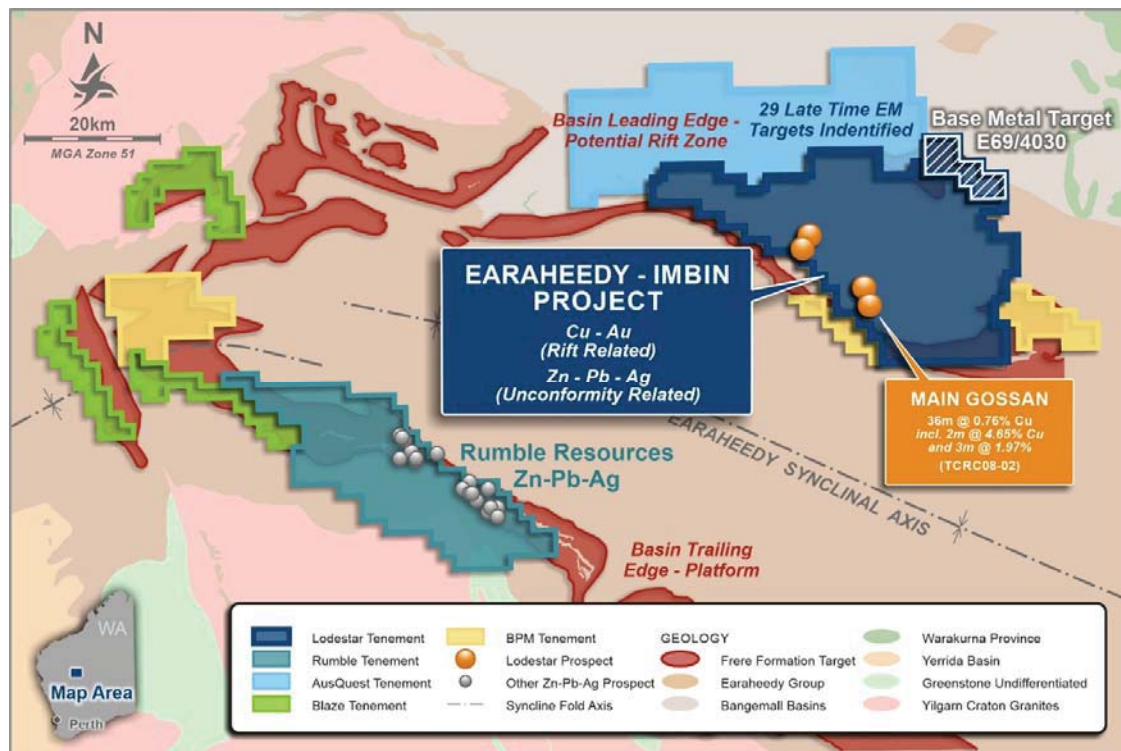 N
20km
MGA Zone 51
Basin Leading Edge -
Potential Rift Zone
29 Late Time EM
Targets Indentified
Base Metal Target
E69/4030
EARAHEEDY - IMBIN
PROJECT
Cu - Au
(Rift Related)
Zn - Pb - Ag
(Unconformity Related)
MAIN GOSSAN
36m @ 0.76% Cu
incl. 2m @ 4.65% Cu
and 3m @ 1.97%
(TCRC08-02)
Rumble Resources
Zn-Pb-Ag
EARAHEEDY SYNCLINAL AXIS
Basin Trailing
Edge - Platform
WA
Map Area
Perth
Lodestar Tenement
Rumble Tenement
AusQuest Tenement
Blaze Tenement
BPM Tenement
Lodestar Prospect
Other Zn-Pb-Ag Prospect
Syncline Fold Axis
GEOLOGY
Frere Formation Target
Earaheedy Group
Bangemall Basins
Warakurna Province
Yerrida Basin
Greenstone Undifferentiated
Yilgarn Craton Granites